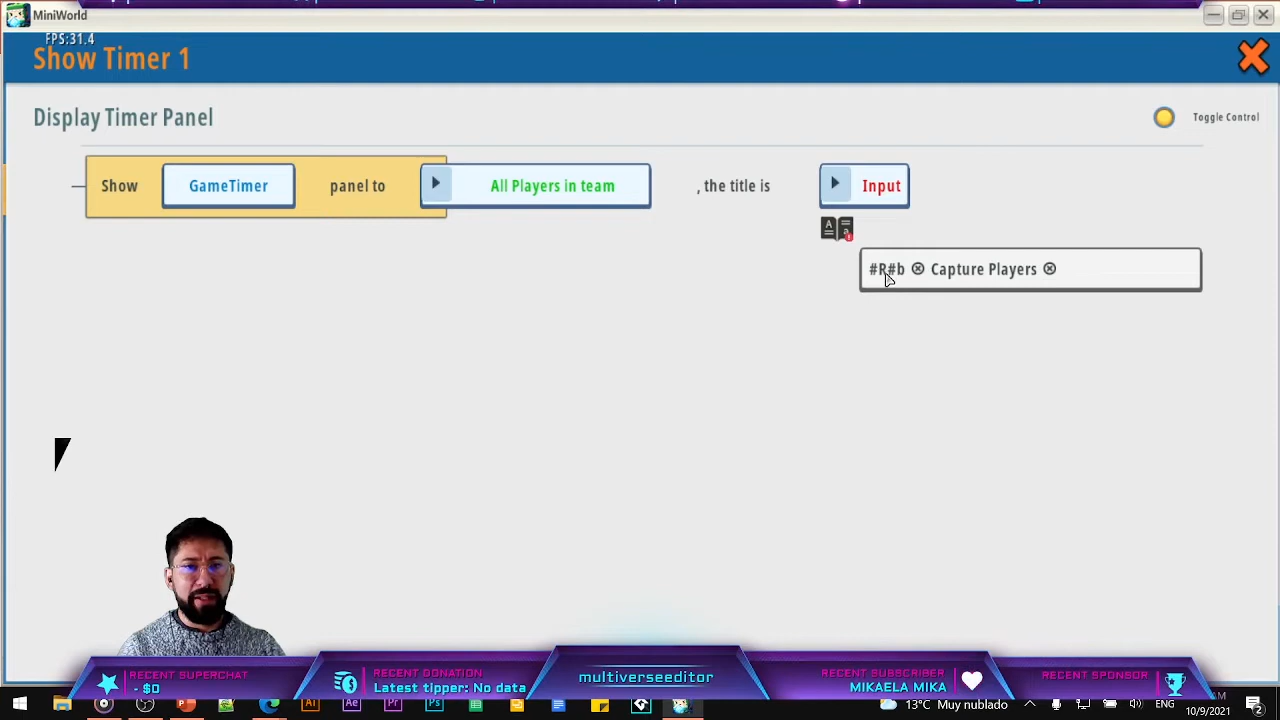 MiniWorld
FPS:31.4
Show Timer 1
Display Timer Panel
Toggle Control
Show GameTimer panel to All Players in team , the title is Input
#R#b ⊗ Capture Players ⊗
RECENT SUPERCHAT
- $0
RECENT DONATION
Latest tipper: No data
multiverseeditor
RECENT SUBSCRIBER
MIKAELA MIKA
RECENT SPONSOR
13°C Muy nublado
ENG
10/9/2021